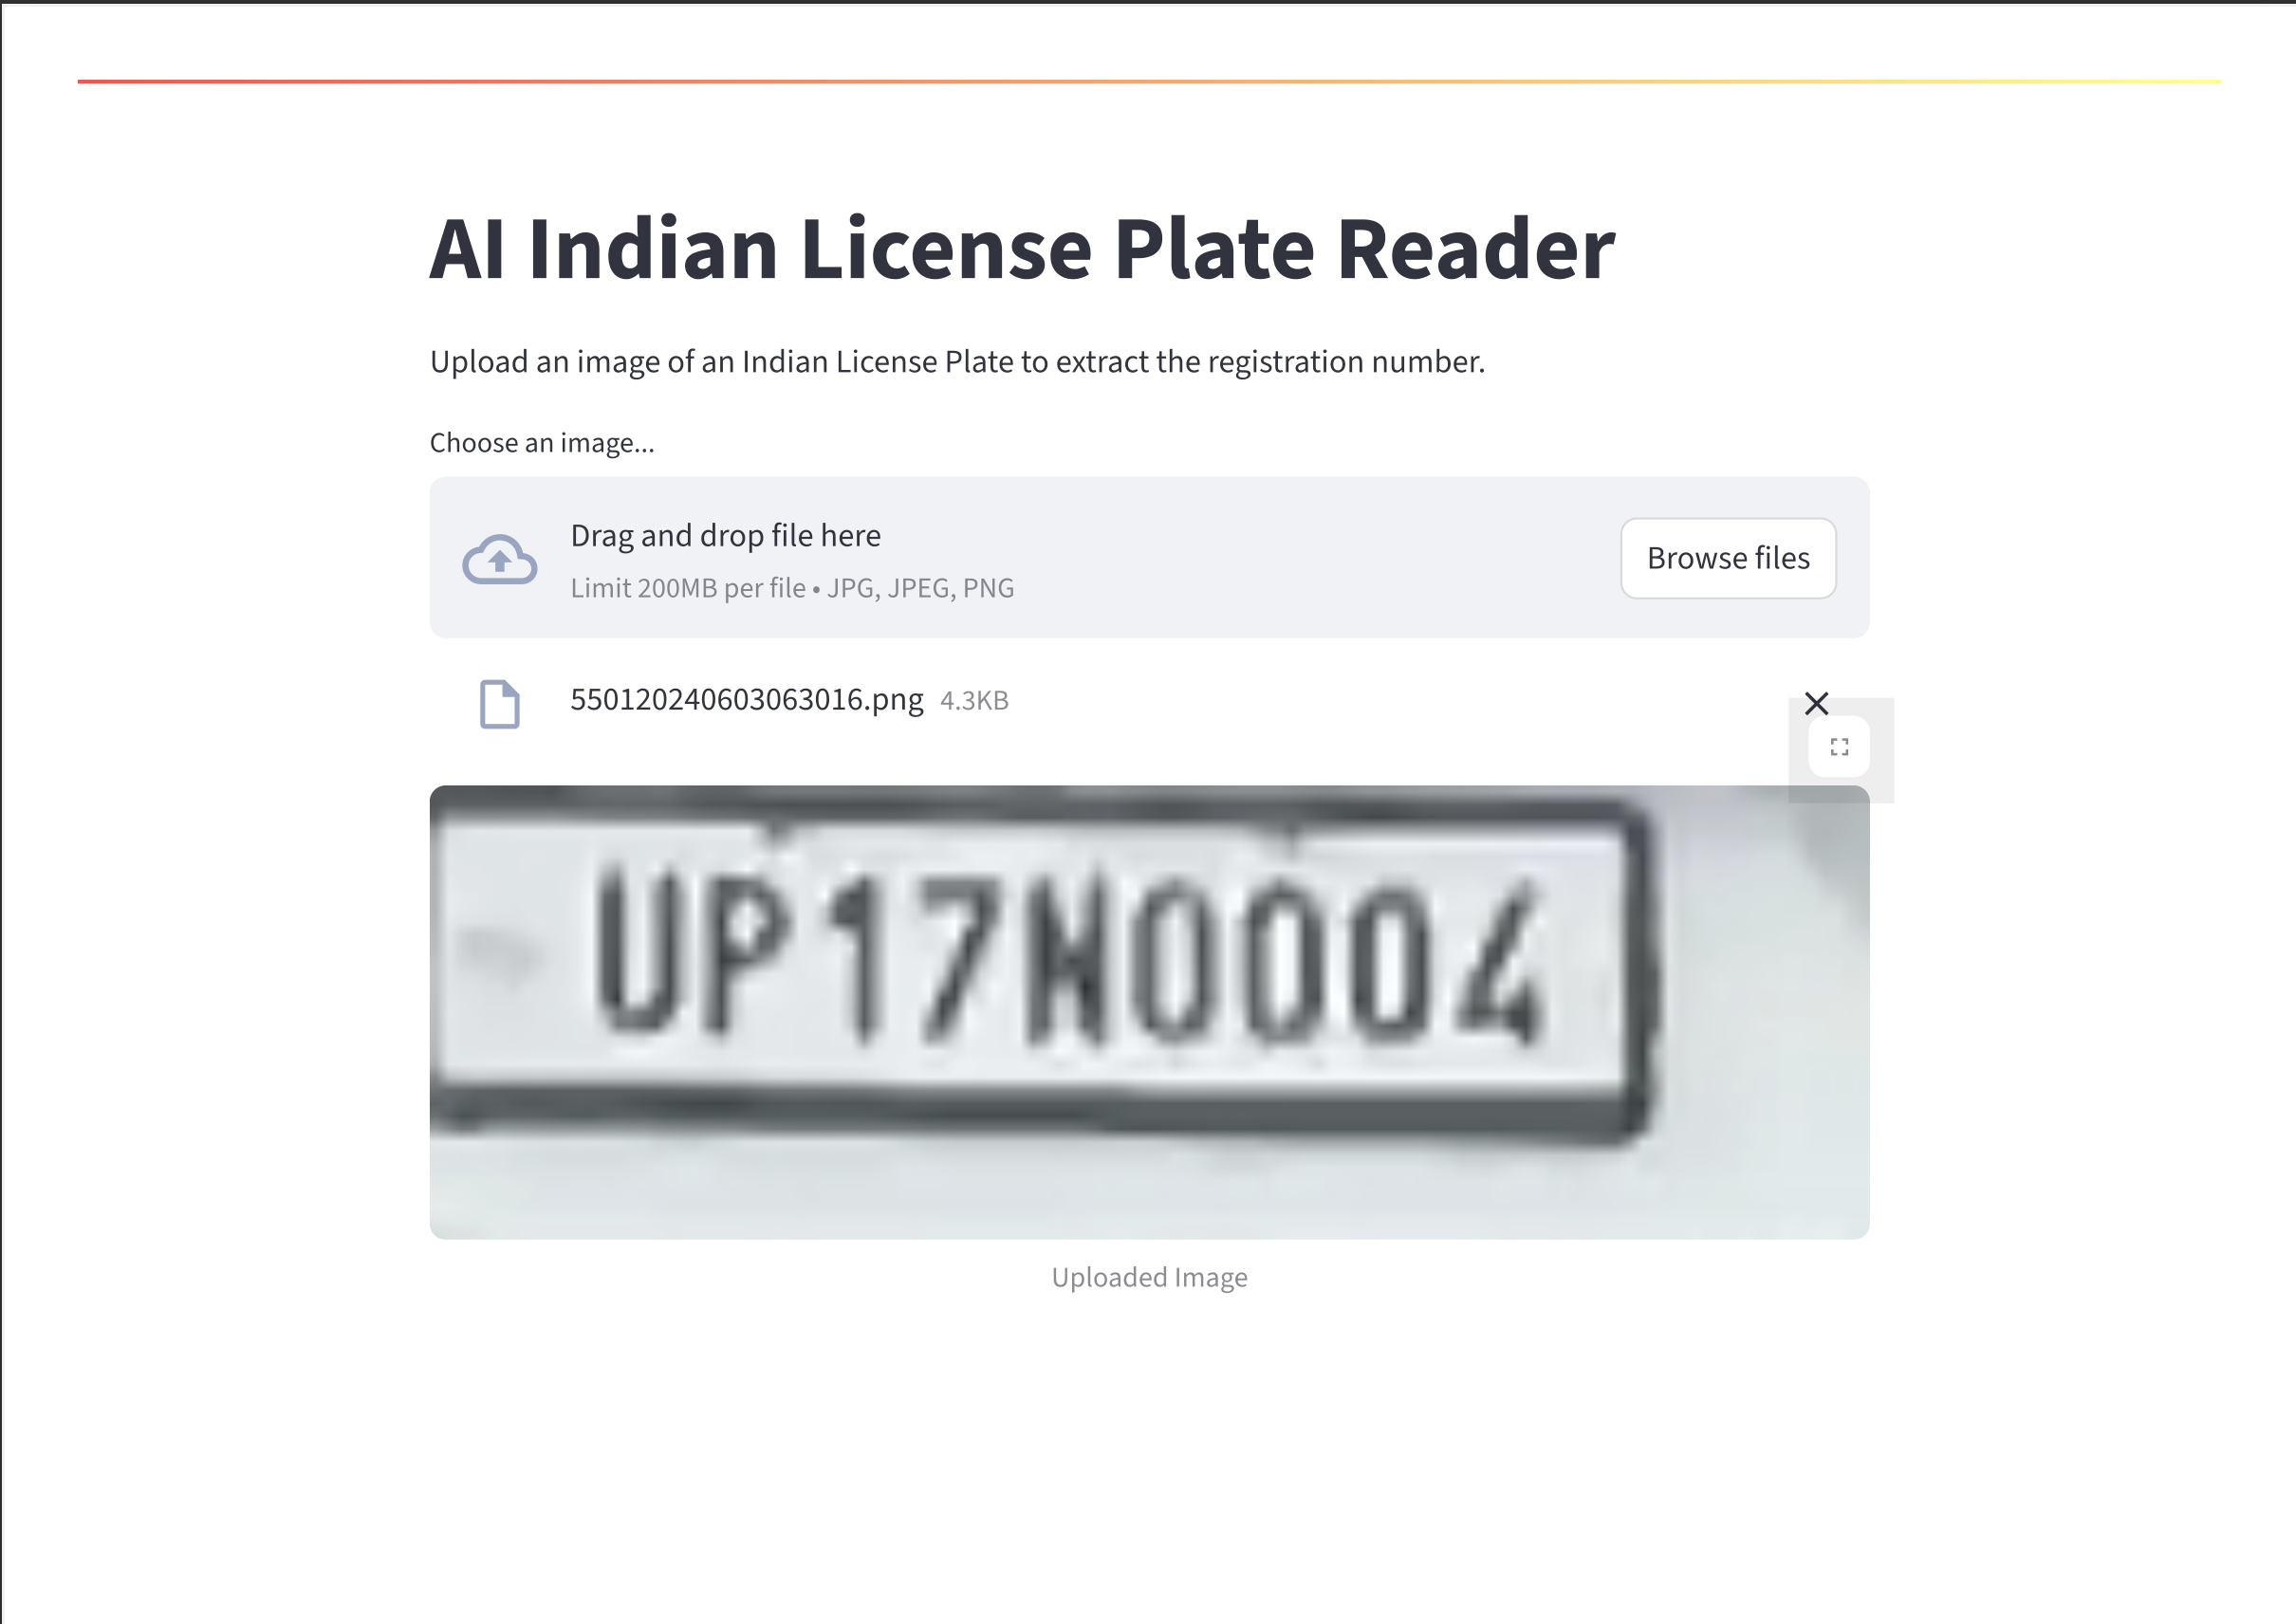 AI Indian License Plate Reader
Upload an image of an Indian License Plate to extract the registration number.
Choose an image...
Drag and drop file here
Limit 200MB per file • JPG, JPEG, PNG
Browse files
550120240603063016.png 4.3KB
UP17N0004
Uploaded Image